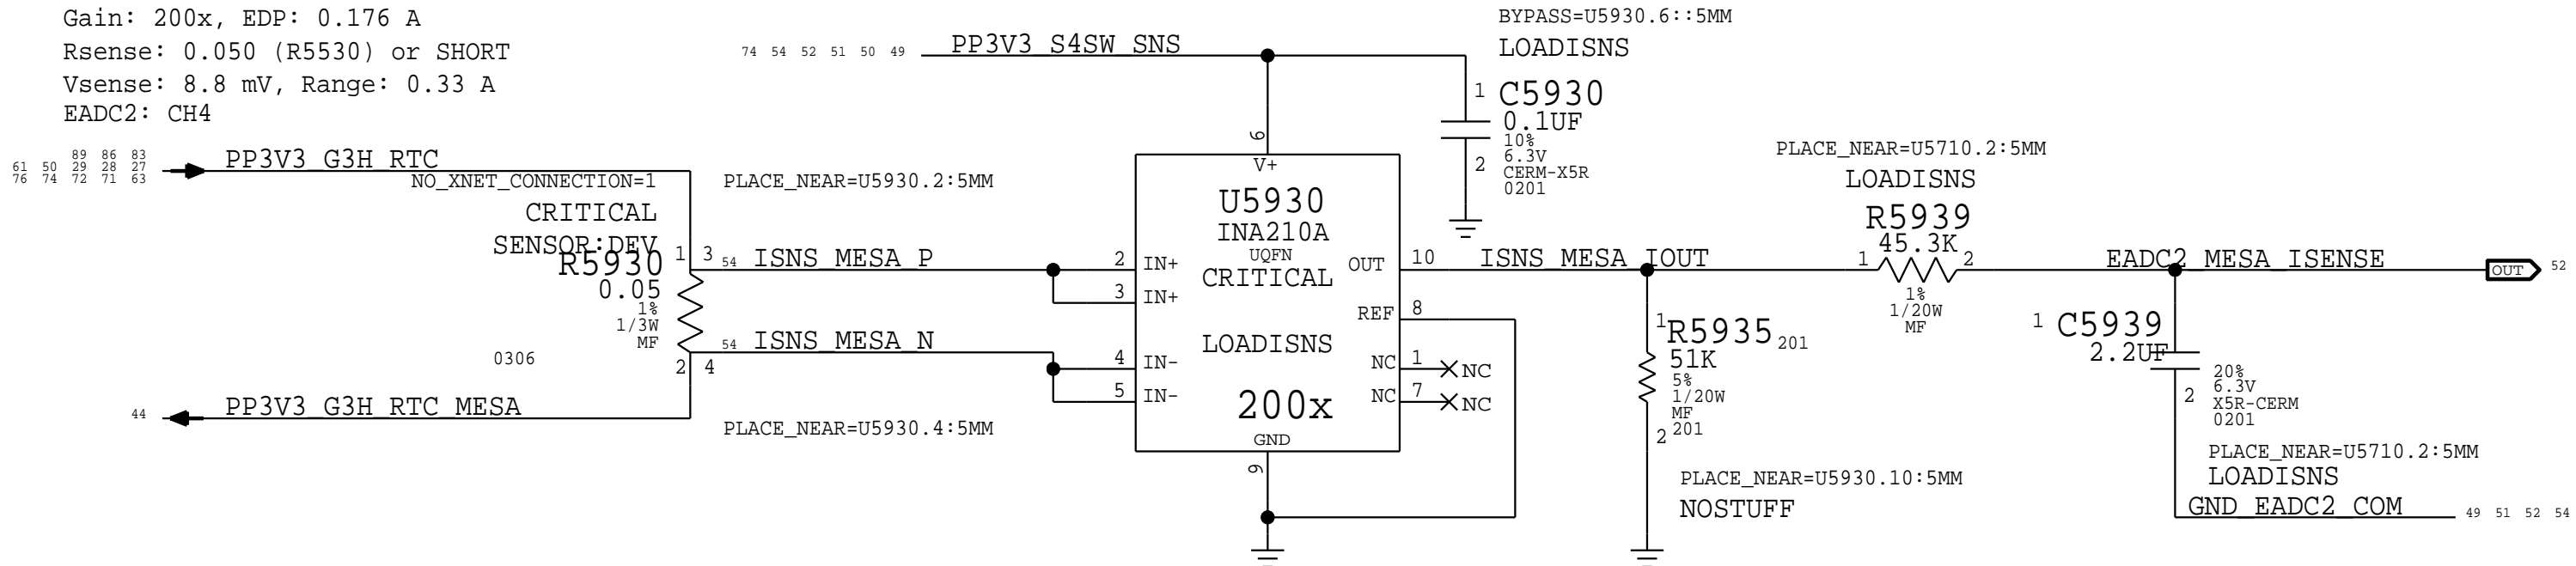 Gain: 200x, EDP: 0.176 A
Rsense: 0.050 (R5530) or SHORT
Vsense: 8.8 mV, Range: 0.33 A
EADC2: CH4
74 54 52 51 50 49
PP3V3_S4SW_SNS
BYPASS=U5930.6::5MM
LOADISNS
1
C5930
0.1UF
10%
6.3V
CERM-X5R
0201
2
89 86 83
61 50 29 28 27
76 74 72 71 63
PP3V3_G3H_RTC
NO_XNET_CONNECTION=1
CRITICAL
SENSOR:DEV
R5930
0.05
1%
1/3W
MF
0306
1 3
2 4
PLACE_NEAR=U5930.2:5MM
54 ISNS_MESA_P
54 ISNS_MESA_N
44
PP3V3_G3H_RTC_MESA
PLACE_NEAR=U5930.4:5MM
6
V+
U5930
INA210A
UQFN
CRITICAL
LOADISNS
200x
GND
9
2 IN+
3 IN+
4 IN-
5 IN-
OUT 10
REF 8
NC 1 NC
NC 7 NC
ISNS_MESA_IOUT
1
R5935
201
51K
5%
1/20W
MF
201
2
PLACE_NEAR=U5930.10:5MM
NOSTUFF
PLACE_NEAR=U5710.2:5MM
LOADISNS
R5939
45.3K
1 2
1%
1/20W
MF
EADC2_MESA_ISENSE
OUT 52
1 C5939
2.2UF
20%
6.3V
X5R-CERM
0201
2
PLACE_NEAR=U5710.2:5MM
LOADISNS
GND_EADC2_COM
49 51 52 54